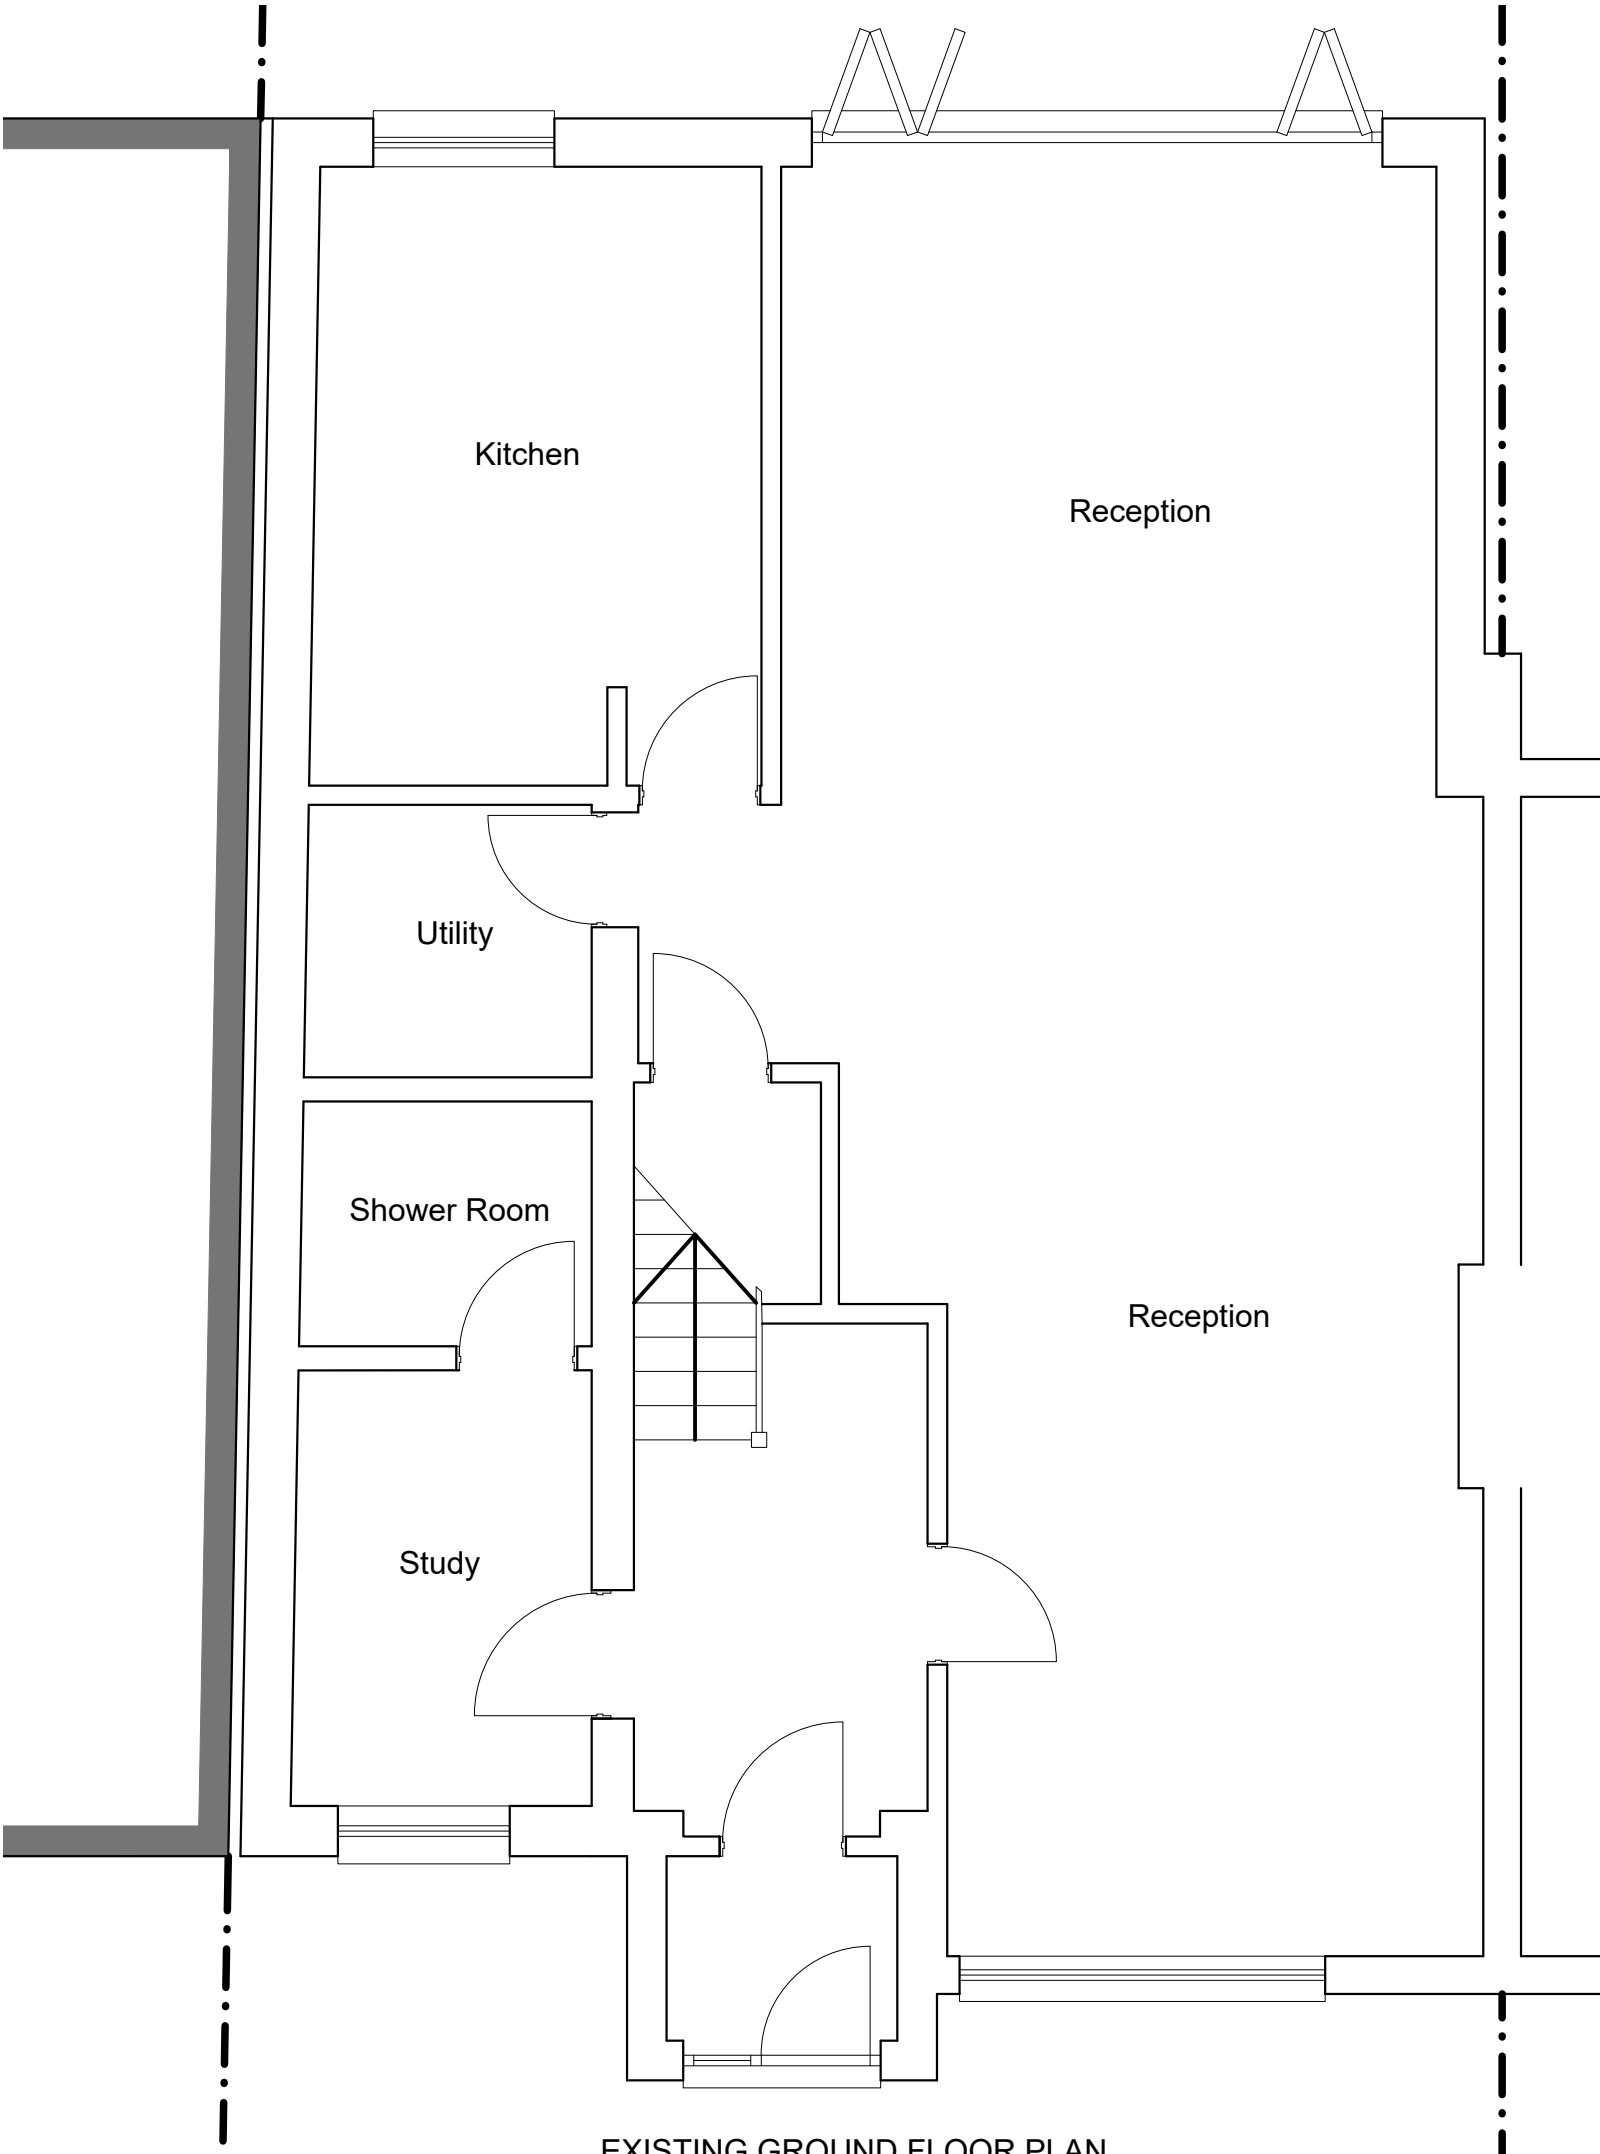 Kitchen
Reception
Utility
Shower Room
Reception
Study
EXISTING GROUND FLOOR PLAN